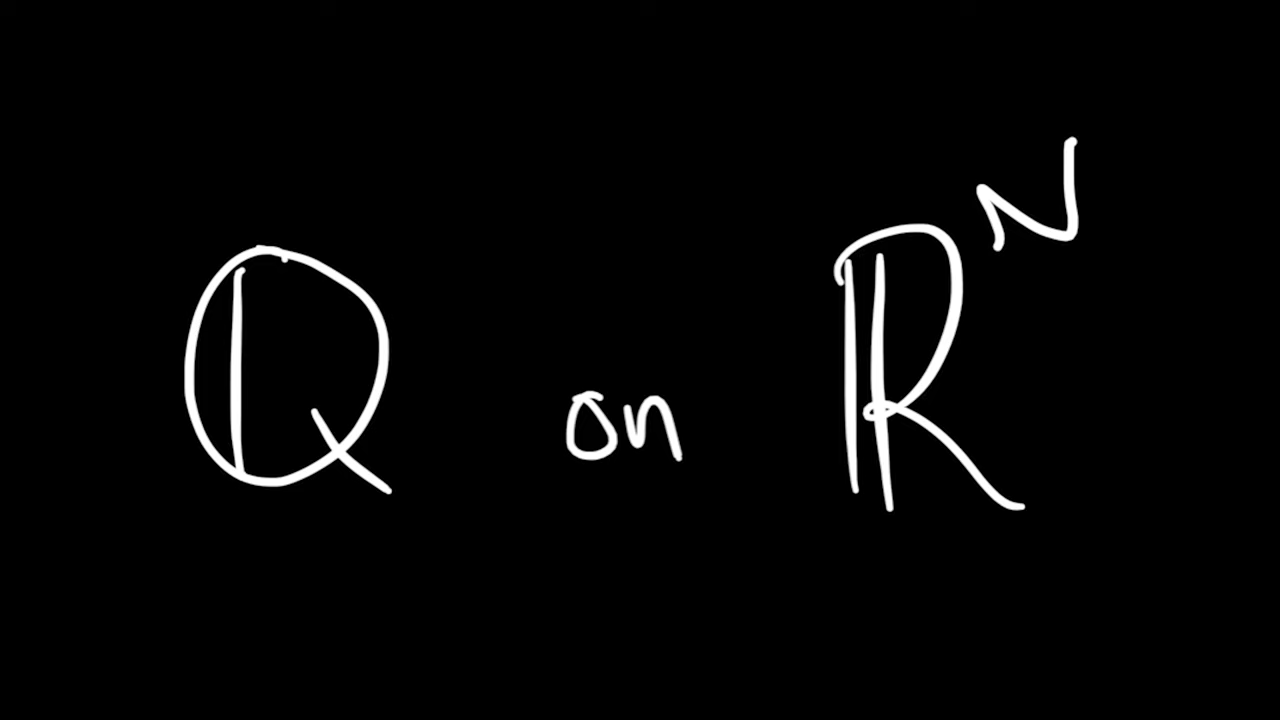 ℚ on ℝᴺ